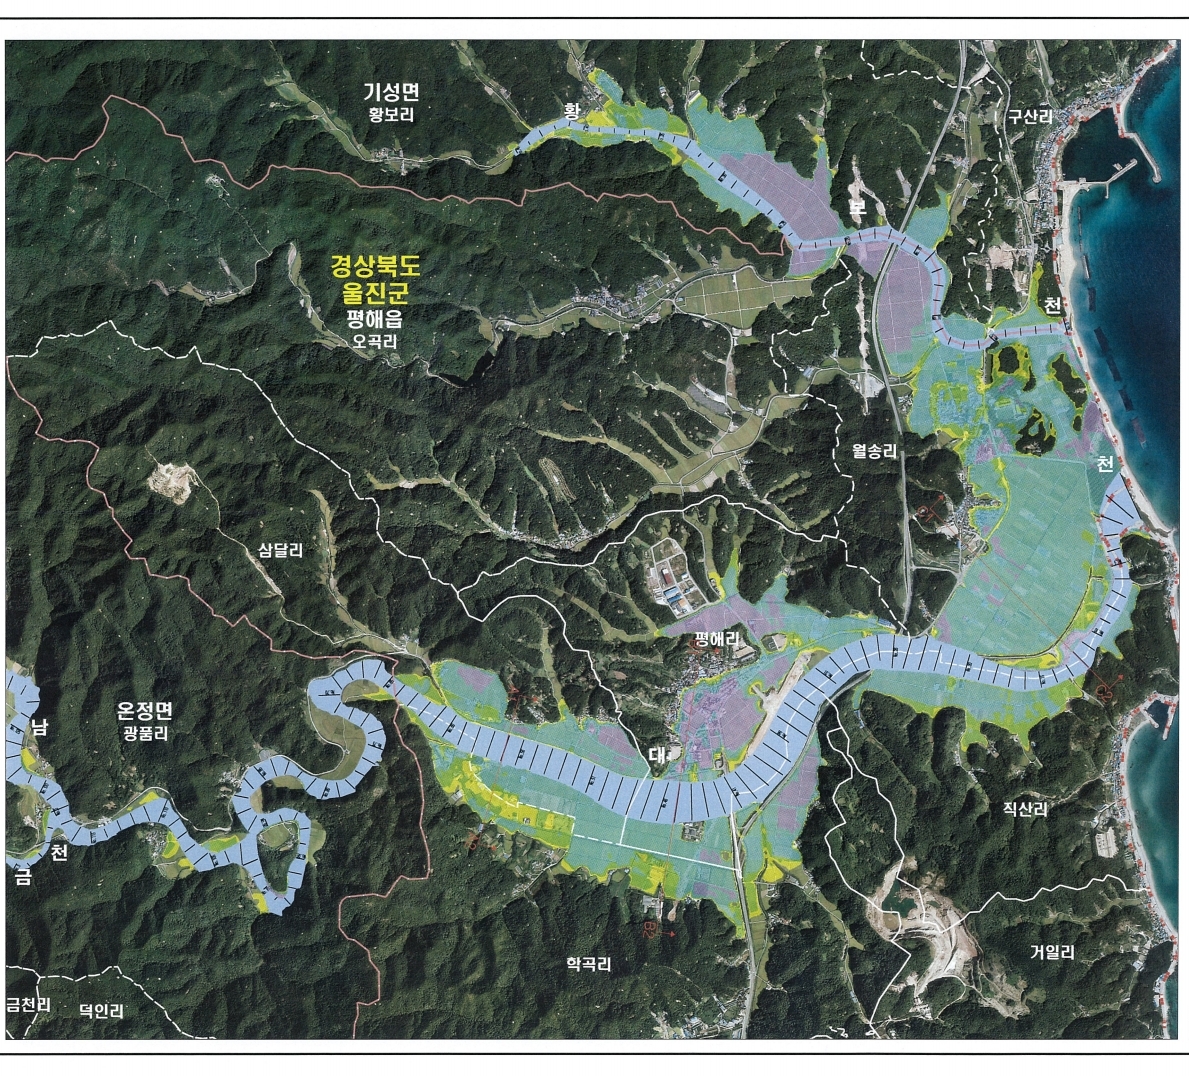 기성면
황보리
황
구산리
본
경상북도
울진군
평해읍
오곡리
천
월송리
천
삼달리
평해리
온정면
광품리
남
대
직산리
천
금
학곡리
거일리
금천리
덕인리